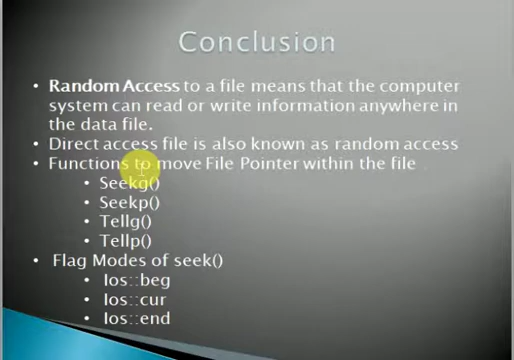 Conclusion
• Random Access to a file means that the computer
system can read or write information anywhere in
the data file.
• Direct access file is also known as random access
• Functions to move File Pointer within the file
• Seekg()
• Seekp()
• Tellg()
• Tellp()
• Flag Modes of seek()
• Ios::beg
• Ios::cur
• Ios::end